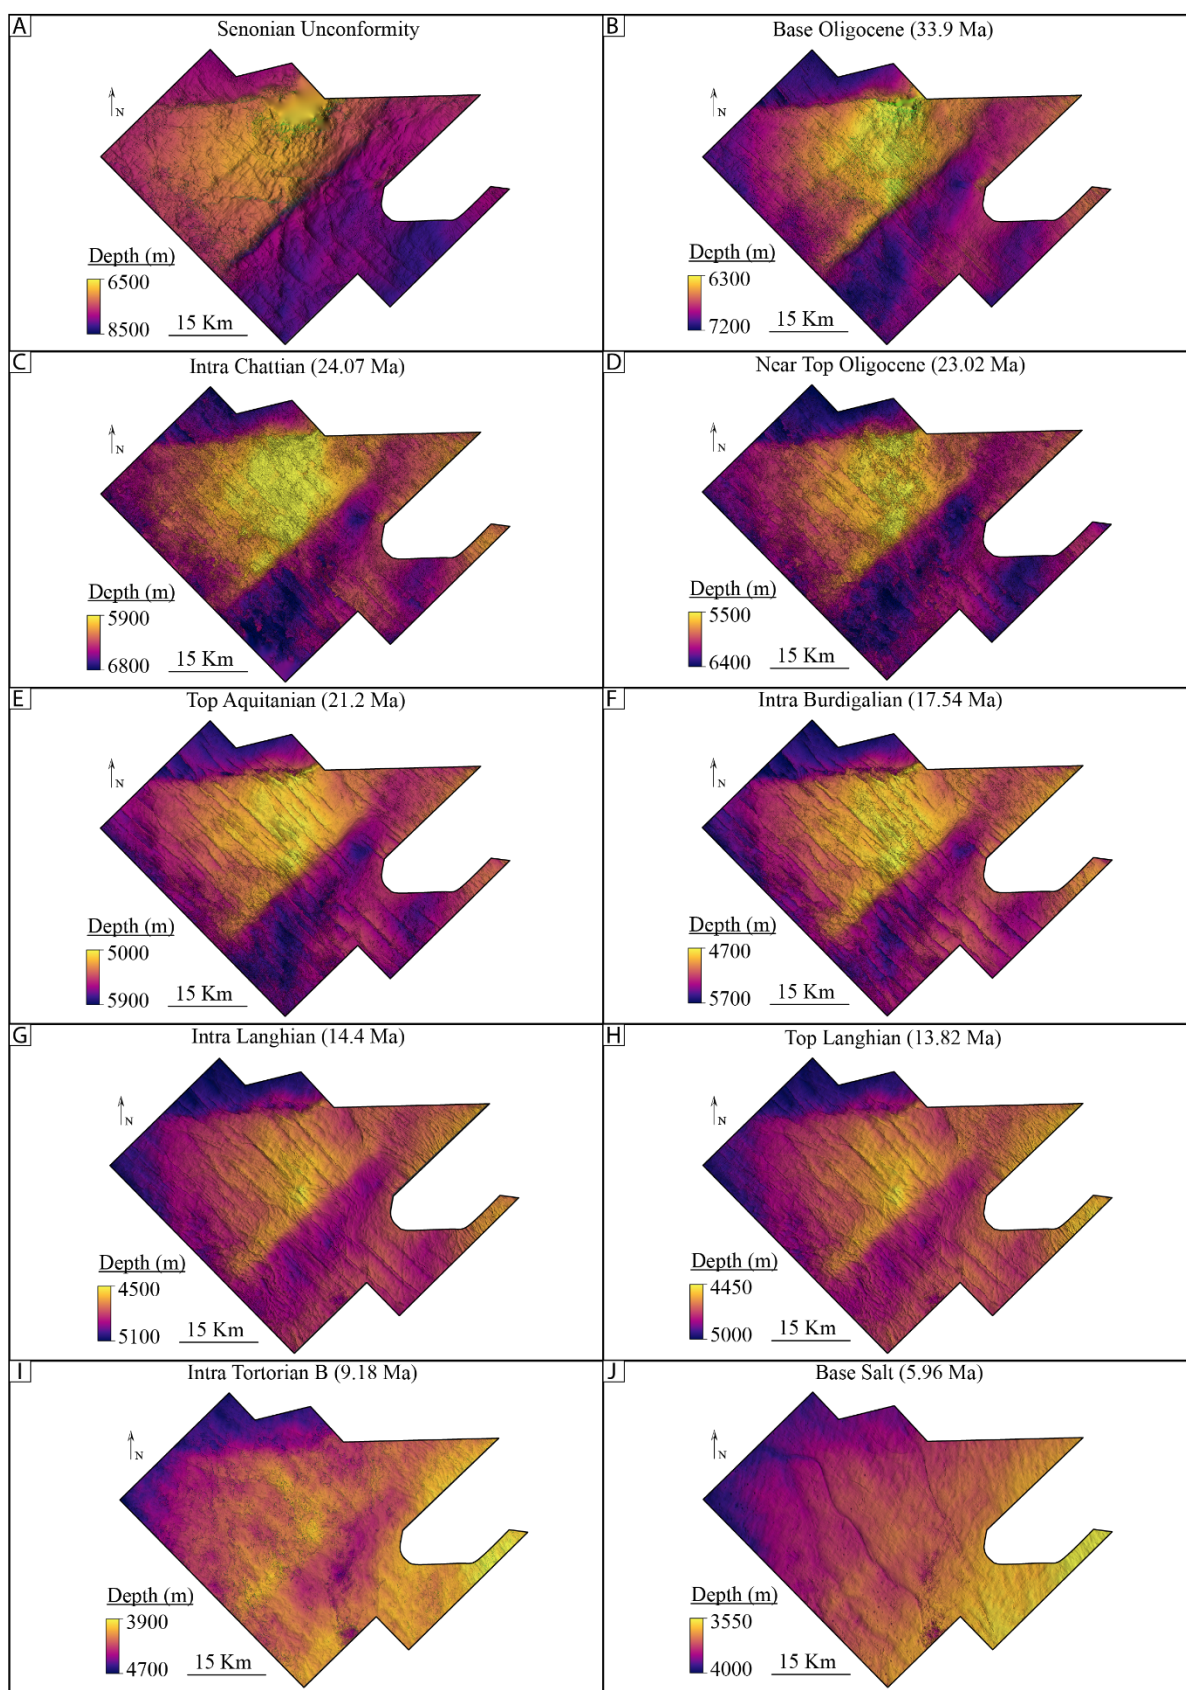 A
Senonian Unconformity
N
Depth (m)
6500
8500
15 Km
B
Base Oligocene (33.9 Ma)
N
Depth (m)
6300
7200
15 Km
C
Intra Chattian (24.07 Ma)
N
Depth (m)
5900
6800
15 Km
D
Near Top Oligocene (23.02 Ma)
N
Depth (m)
5500
6400
15 Km
E
Top Aquitanian (21.2 Ma)
N
Depth (m)
5000
5900
15 Km
F
Intra Burdigalian (17.54 Ma)
N
Depth (m)
4700
5700
15 Km
G
Intra Langhian (14.4 Ma)
N
Depth (m)
4500
5100
15 Km
H
Top Langhian (13.82 Ma)
N
Depth (m)
4450
5000
15 Km
I
Intra Tortorian B (9.18 Ma)
N
Depth (m)
3900
4700
15 Km
J
Base Salt (5.96 Ma)
N
Depth (m)
3550
4000
15 Km